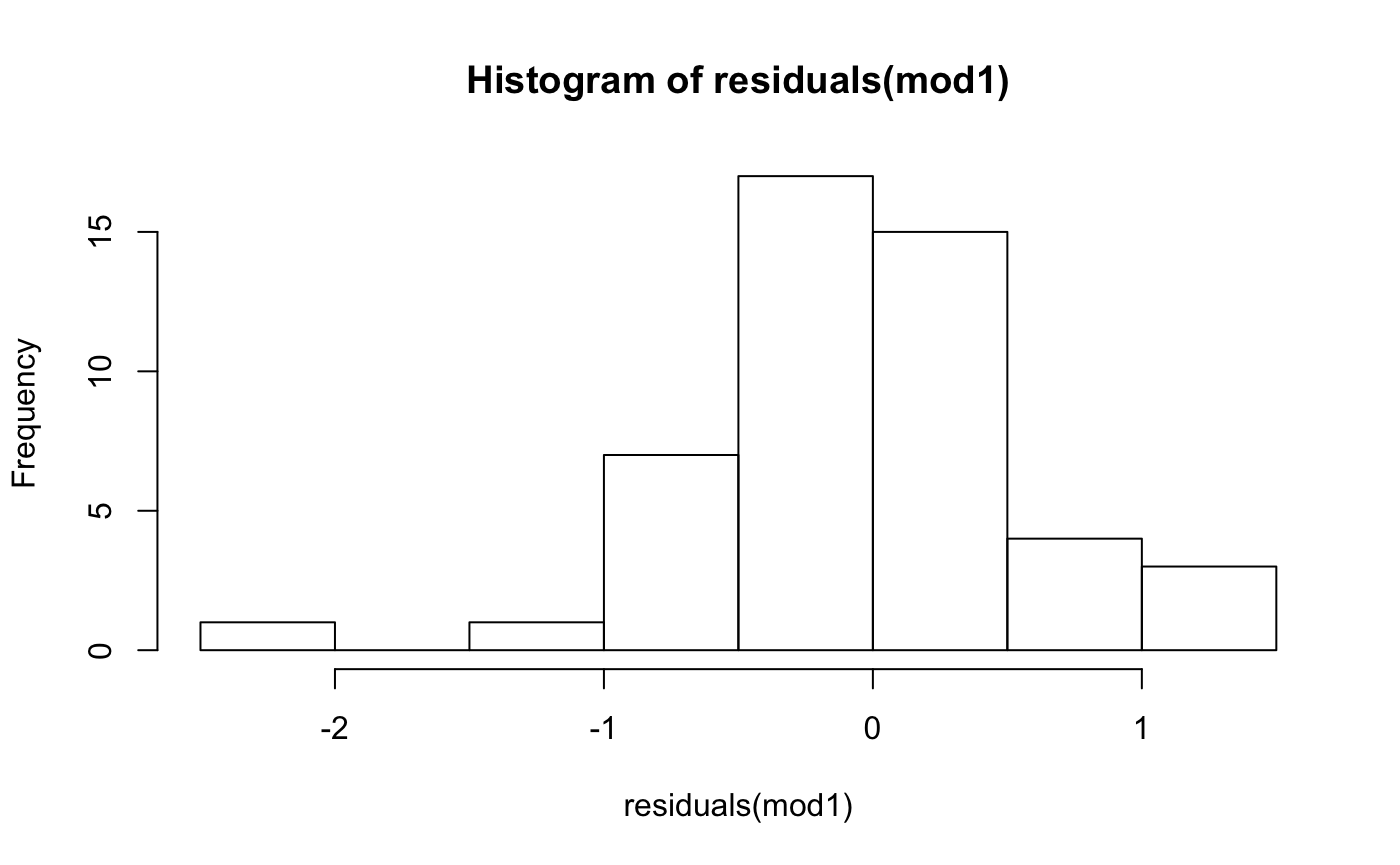 Histogram of residuals(mod1)
Frequency
15
10
5
0
-2 -1 0 1
residuals(mod1)